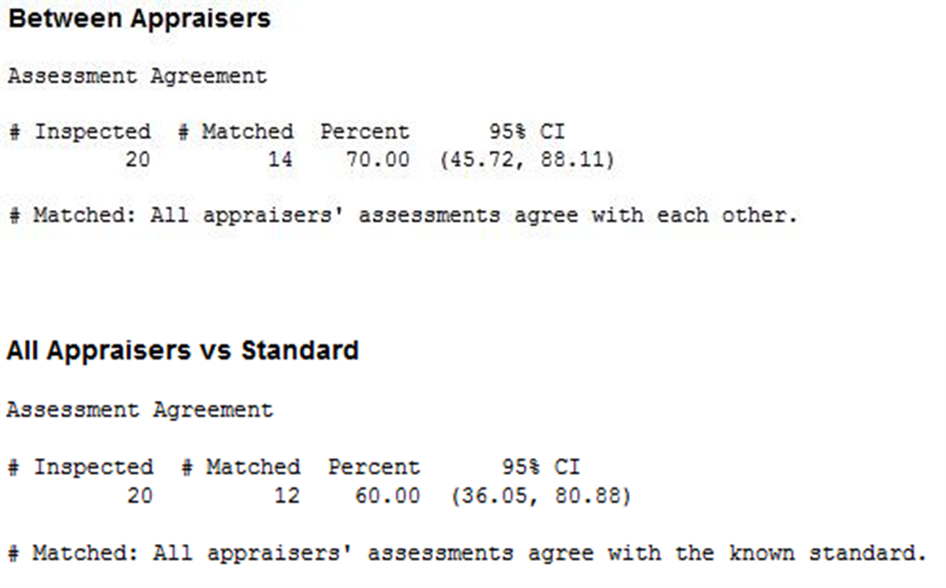 Between Appraisers
Assessment Agreement
# Inspected # Matched Percent 95% CI
20 14 70.00 (45.72, 88.11)
# Matched: All appraisers' assessments agree with each other.
All Appraisers vs Standard
Assessment Agreement
# Inspected # Matched Percent 95% CI
20 12 60.00 (36.05, 80.88)
# Matched: All appraisers' assessments agree with the known standard.